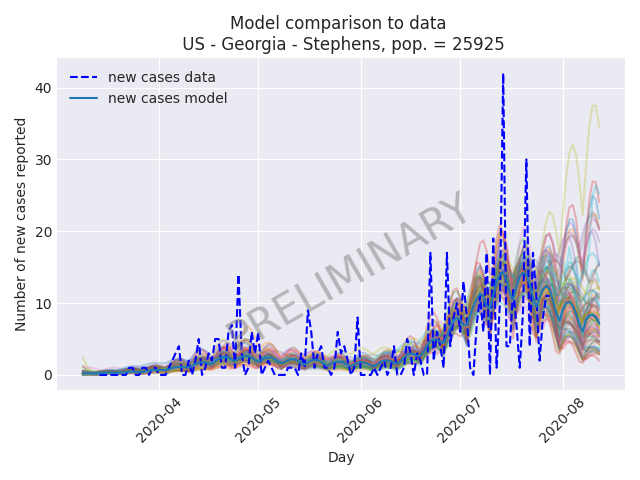 Model comparison to data
US - Georgia - Stephens, pop. = 25925
new cases data
new cases model
Number of new cases reported
40
30
20
10
0
PRELIMINARY
2020-04
2020-05
2020-06
2020-07
2020-08
Day